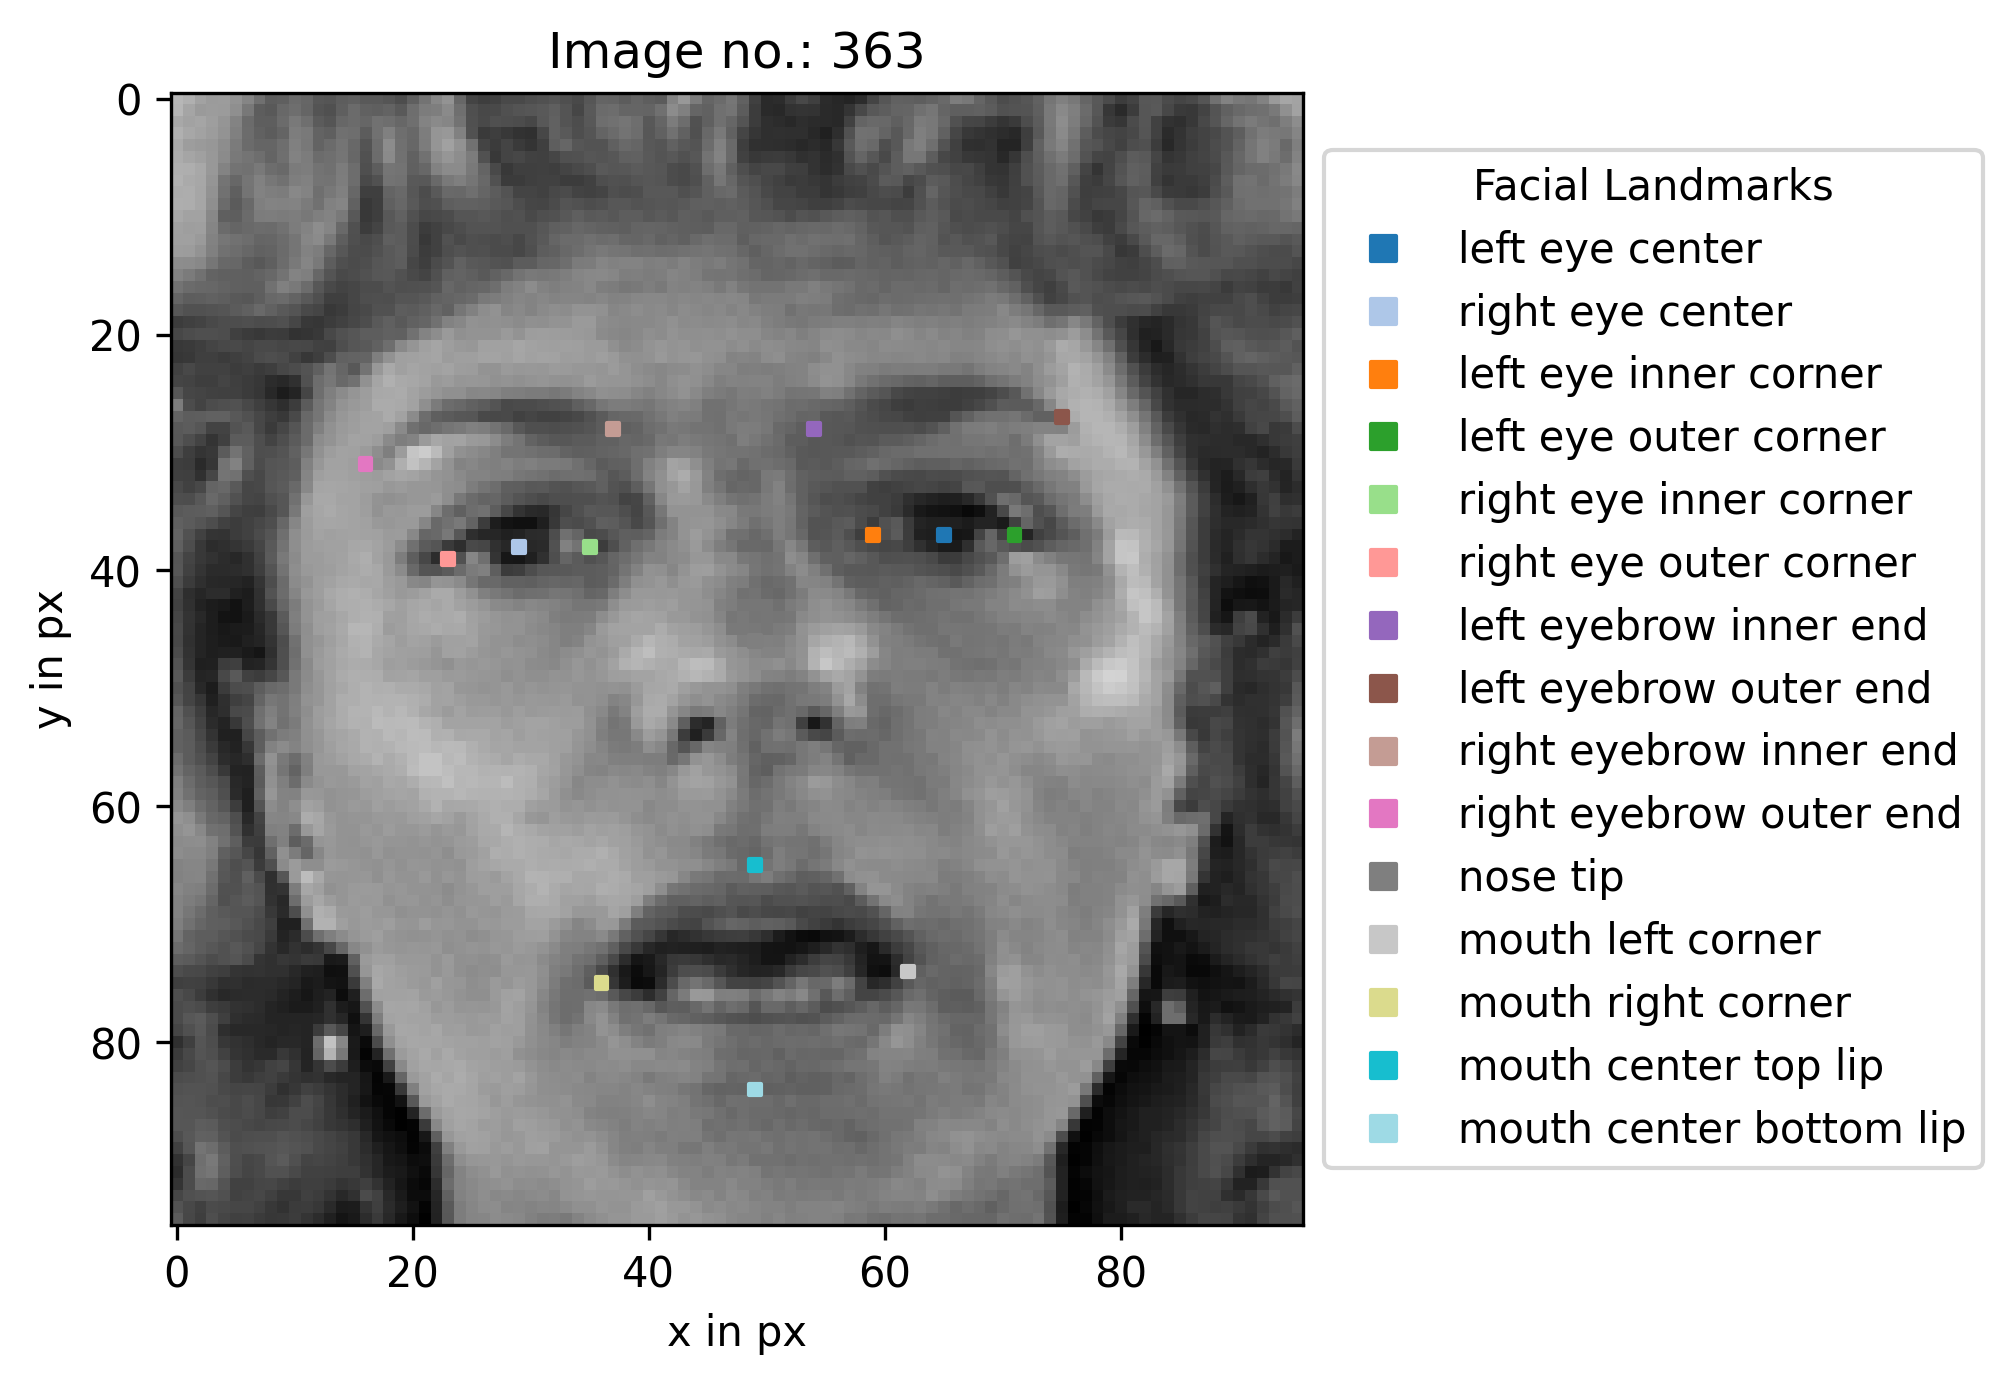 Image no.: 363
0
20
40
60
80
y in px
0 20 40 60 80
x in px
Facial Landmarks
left eye center
right eye center
left eye inner corner
left eye outer corner
right eye inner corner
right eye outer corner
left eyebrow inner end
left eyebrow outer end
right eyebrow inner end
right eyebrow outer end
nose tip
mouth left corner
mouth right corner
mouth center top lip
mouth center bottom lip